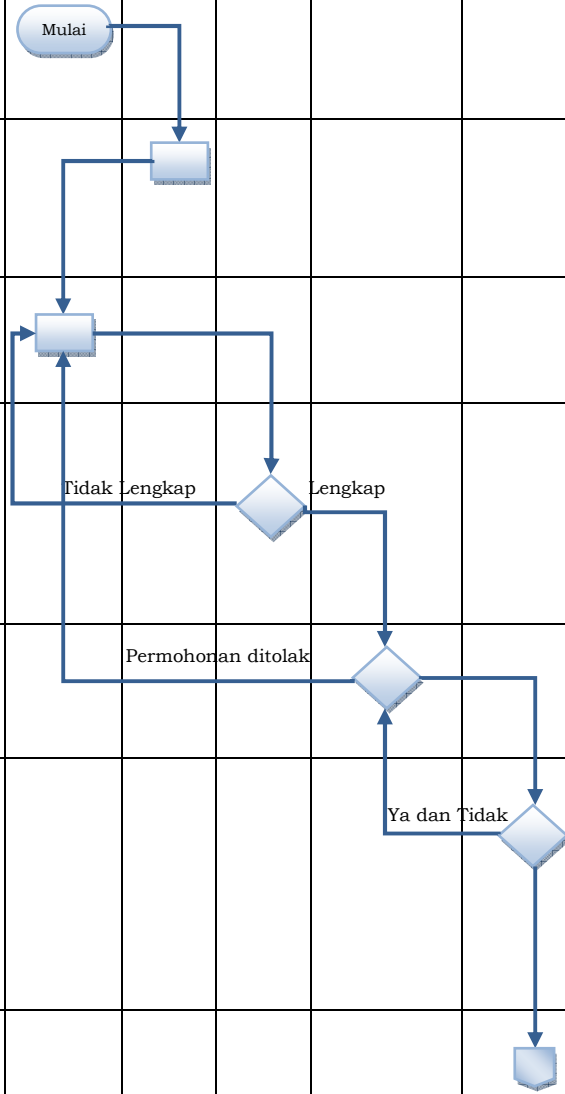 Mulai
Tidak Lengkap
Lengkap
Permohonan ditolak
Ya dan Tidak